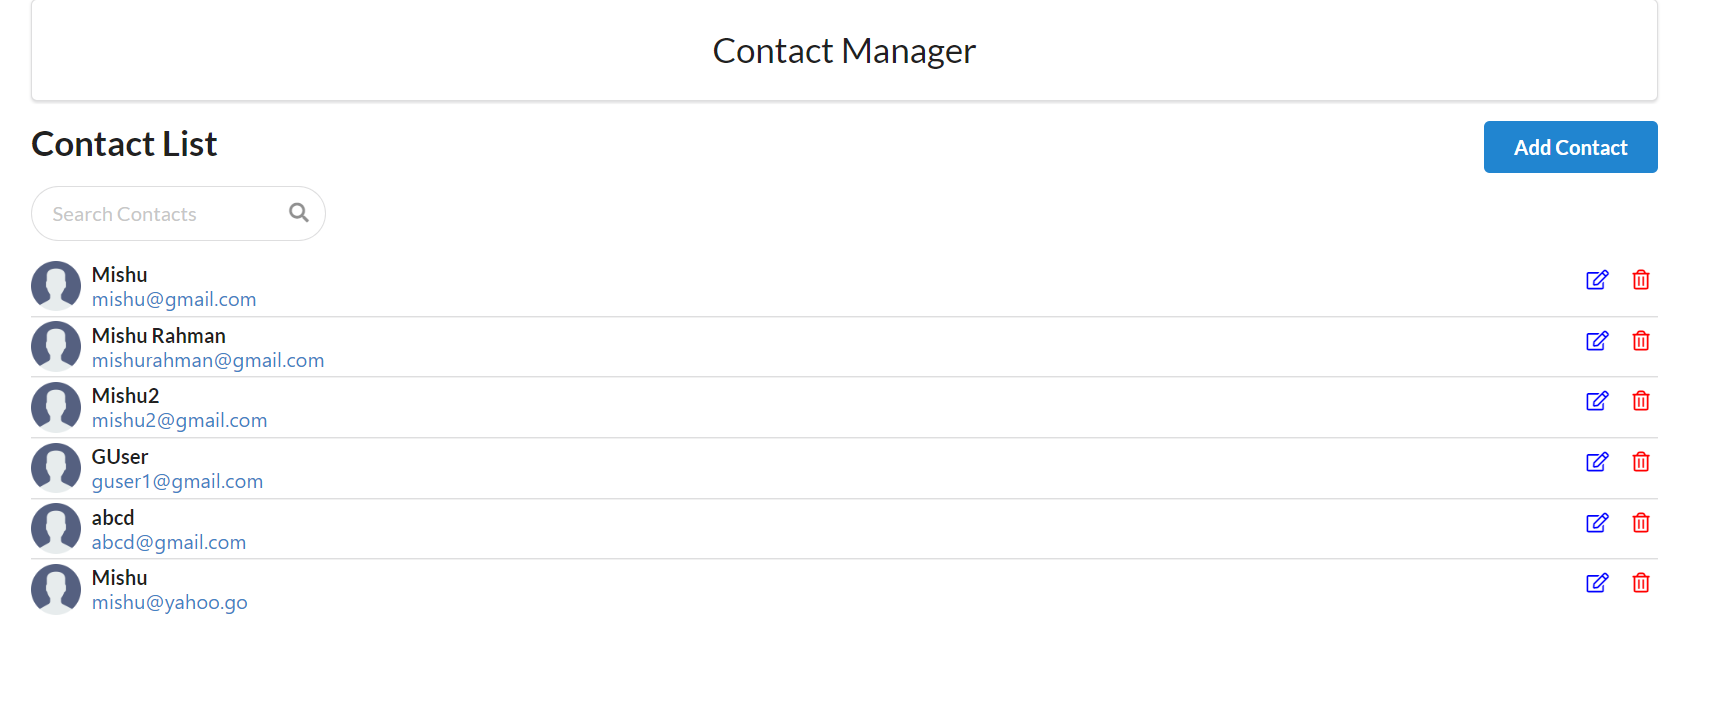 Contact Manager
Contact List
Add Contact
Search Contacts
Mishu
mishu@gmail.com
Mishu Rahman
mishurahman@gmail.com
Mishu2
mishu2@gmail.com
GUser
guser1@gmail.com
abcd
abcd@gmail.com
Mishu
mishu@yahoo.go